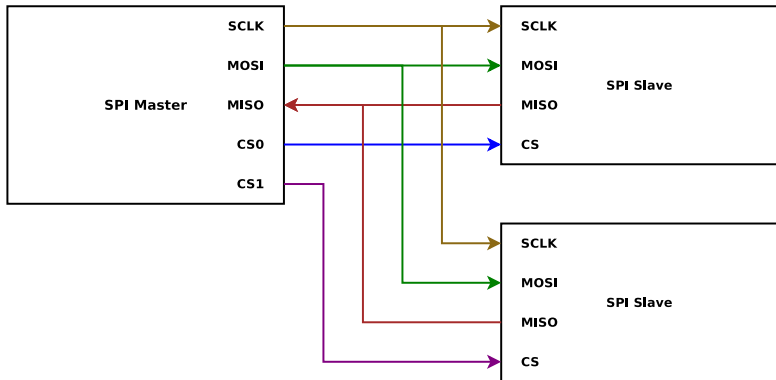 SPI Master
SCLK
MOSI
MISO
CS0
CS1
SCLK
MOSI
MISO
CS
SPI Slave
SCLK
MOSI
MISO
CS
SPI Slave